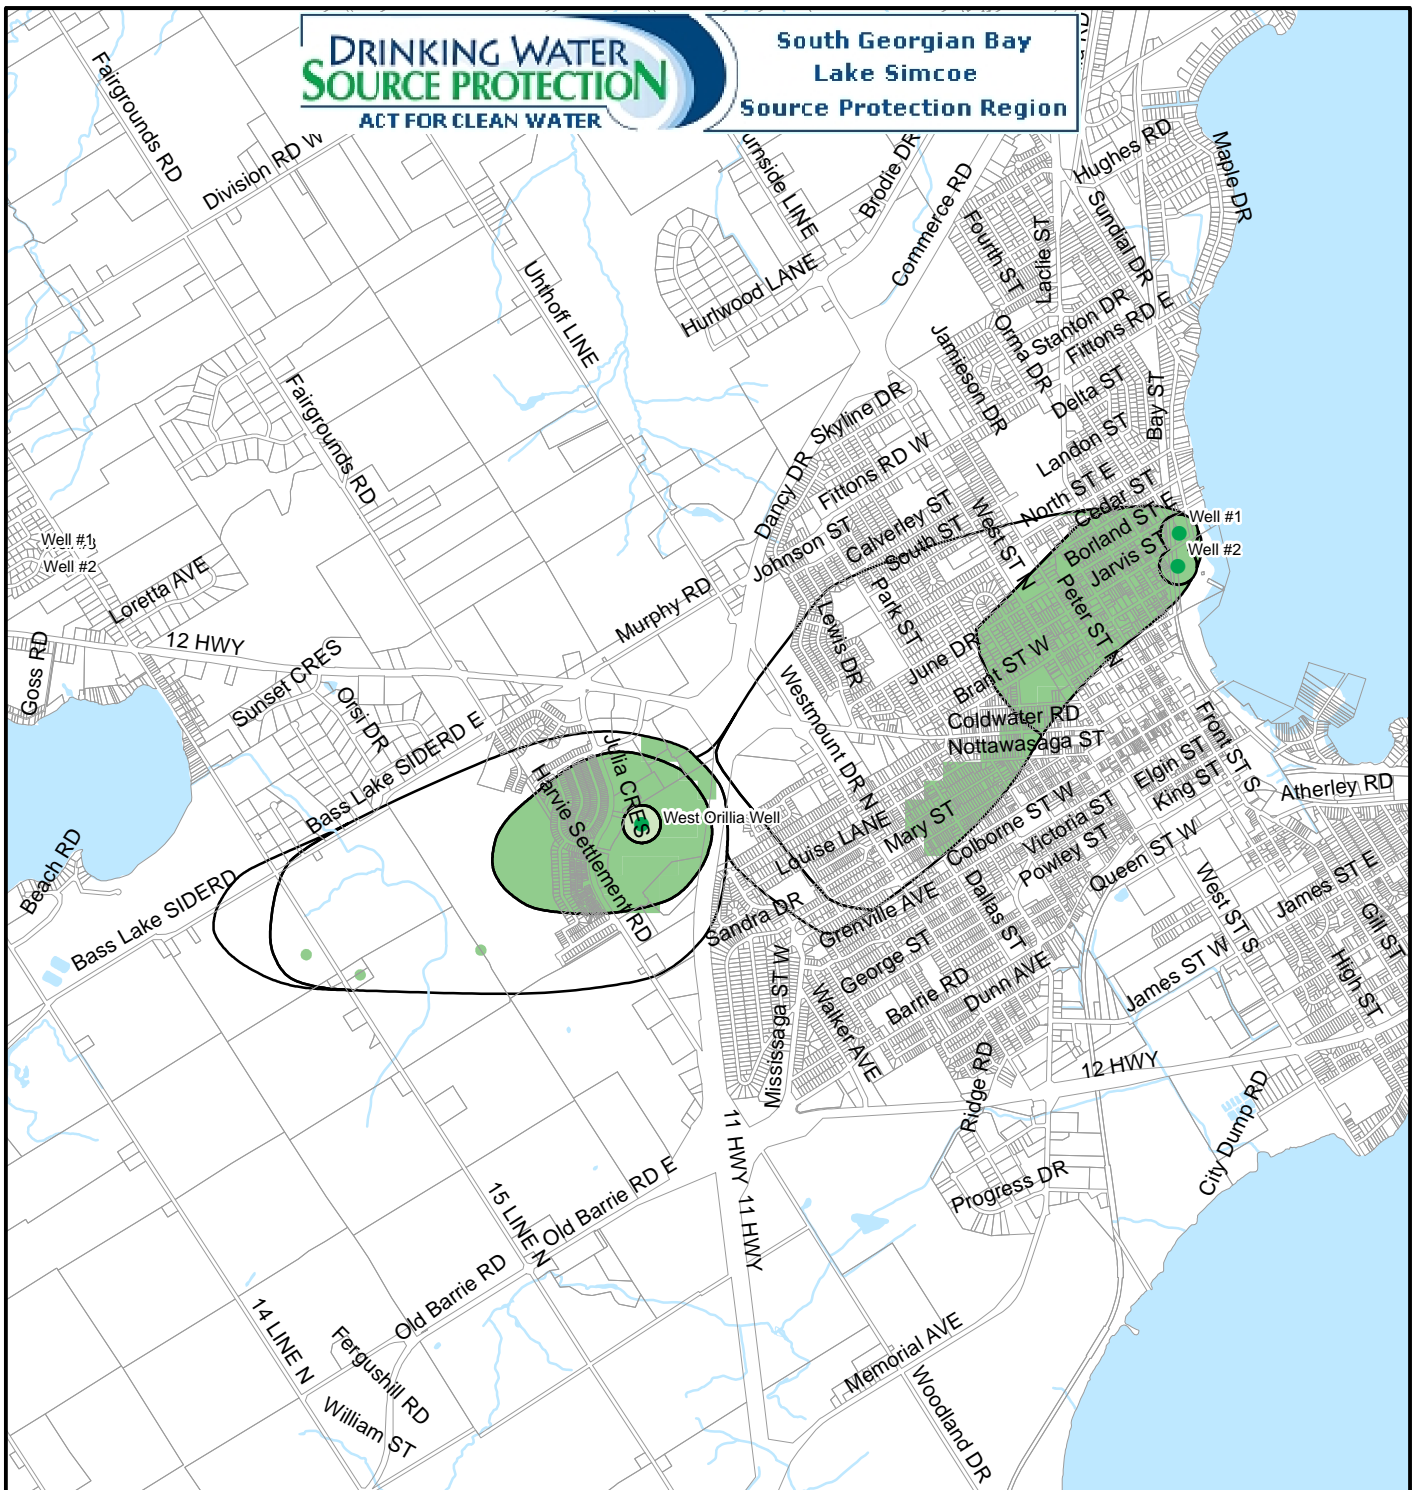 DRINKING WATER
SOURCE PROTECTION
ACT FOR CLEAN WATER
South Georgian Bay
Lake Simcoe
Source Protection Region
Fairgrounds RD
Division RD W
Brodie DR
Commerce RD
Hughes RD
Maple DR
Sundial DR
Fourth ST
Laclie ST
Hurlwood LANE
Uhthoff LINE
Stanton DR
Fittons RD E
Orma DR
Jamieson DR
Delta ST
Bay ST
Fairgrounds RD
Skyline DR
Landon ST
Fittons RD W
Dancy DR
North ST E
Cedar ST
Borland ST E
Well #1
Well #2
Calverley ST
West ST N
South ST
Johnson ST
Jarvis ST
Well #1
Well #2
Loretta AVE
Murphy RD
Park ST
Peter ST N
Lewis DR
12 HWY
Goss RD
Sunset CRES
Orsi DR
June DR
Brant ST W
Westmount DR N
Coldwater RD
Nottawasaga ST
Front ST S
Bass Lake SIDERD E
Julia CRES
Harvie Settlement RD
West Orillia Well
Elgin ST
King ST
Atherley RD
Mary ST
Louise LANE
Colborne ST W
Victoria ST
Powley ST
Queen ST W
West ST S
James ST E
Gill ST
Beach RD
Bass Lake SIDERD
Sandra DR
Grenville AVE
Dallas ST
George ST
Barrie RD
Dunn AVE
James ST W
High ST
Mississaga ST W
Walker AVE
Ridge RD
12 HWY
City Dump RD
11 HWY
11 HWY
Progress DR
15 LINE N
Old Barrie RD E
Old Barrie RD
14 LINE N
Fergushill RD
William ST
Memorial AVE
Woodland DR